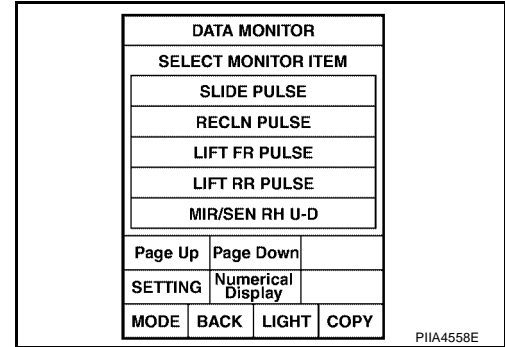 DATA MONITOR
SELECT MONITOR ITEM
SLIDE PULSE
RECLN PULSE
LIFT FR PULSE
LIFT RR PULSE
MIR/SEN RH U-D
Page Up Page Down
SETTING Numerical Display
MODE BACK LIGHT COPY
PIIA4558E